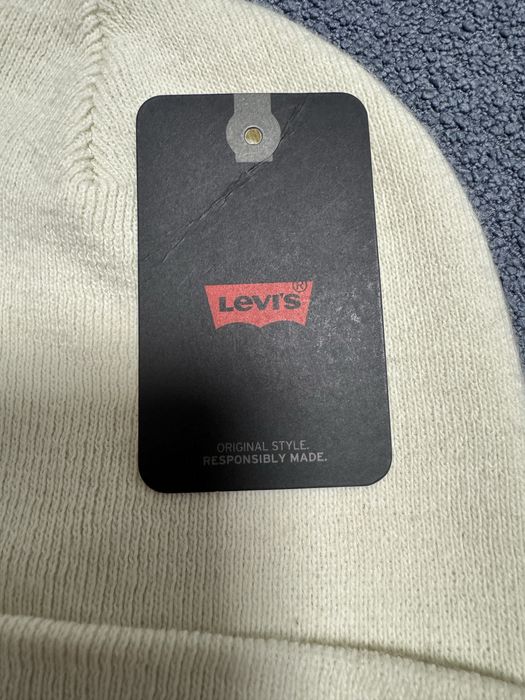 LEVI'S®
ORIGINAL STYLE.
RESPONSIBLY MADE.